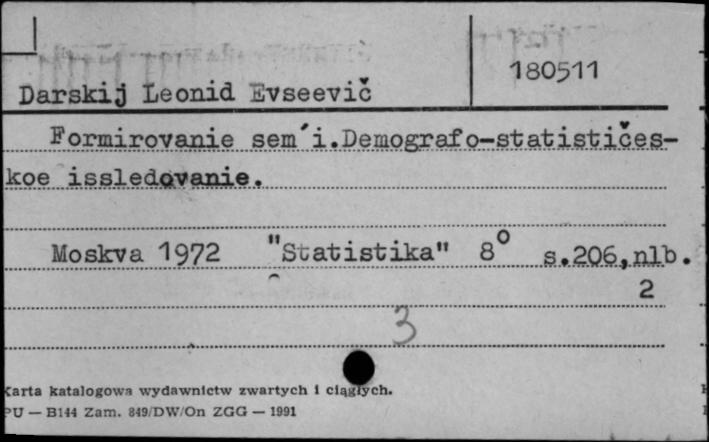 180511
Darskij Leonid Evseevič
Formirovanie sem´i.Demografo-statističes-
koe issledovanie.
Moskva 1972 "Statistika" 8° s.206,nlb.
2
3
Karta katalogowa wydawnictw zwartych i ciągłych.
PU — B144 Zam. 849/DW/On ZGG — 1991